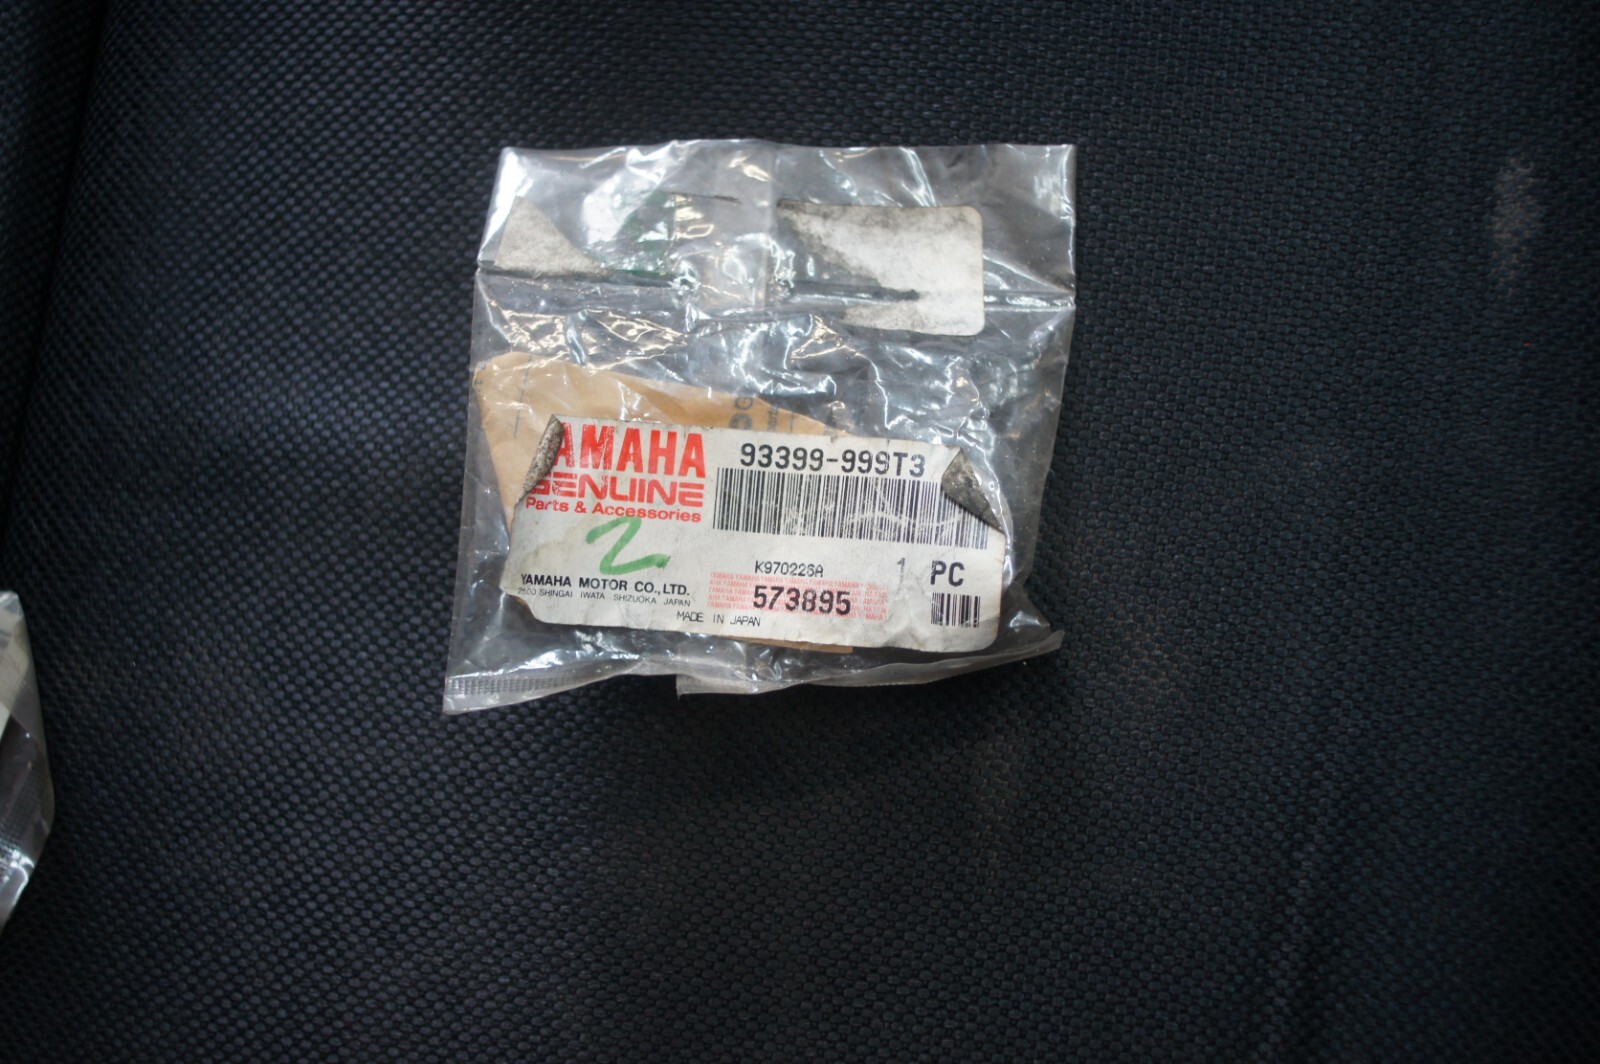 YAMAHA
GENUINE
Parts & Accessories
93399-999T3
2
K970226A
1 PC
YAMAHA MOTOR CO.,LTD.
2500 SHINGAI IWATA SHIZUOKA JAPAN
573895
MADE IN JAPAN